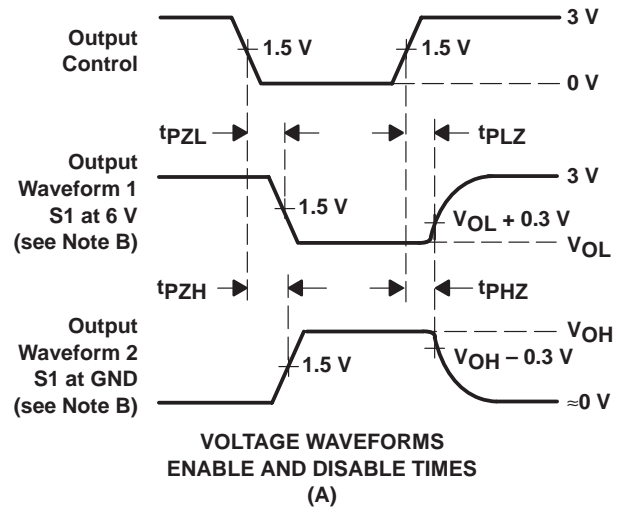 3 V
Output
Control
1.5 V
1.5 V
0 V
tPZL
tPLZ
Output
Waveform 1
S1 at 6 V
(see Note B)
3 V
1.5 V
VOL + 0.3 V
VOL
tPZH
tPHZ
Output
Waveform 2
S1 at GND
(see Note B)
VOH
1.5 V
VOH – 0.3 V
≈0 V
VOLTAGE WAVEFORMS
ENABLE AND DISABLE TIMES
(A)